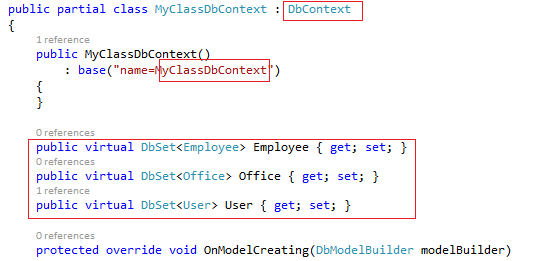 public partial class MyClassDbContext : DbContext
{
1 reference
public MyClassDbContext()
: base("name=MyClassDbContext")
{
}
0 references
public virtual DbSet<Employee> Employee { get; set; }
0 references
public virtual DbSet<Office> Office { get; set; }
1 reference
public virtual DbSet<User> User { get; set; }
0 references
protected override void OnModelCreating(DbModelBuilder modelBuilder)